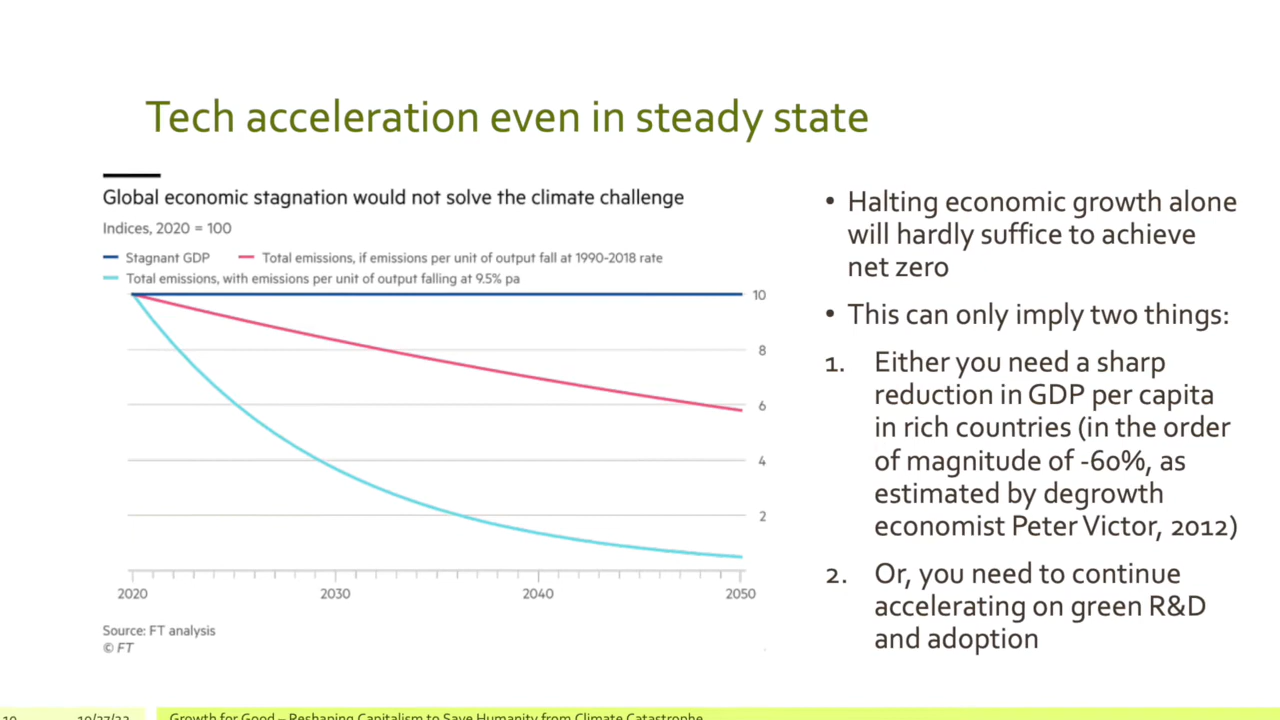 Tech acceleration even in steady state
Global economic stagnation would not solve the climate challenge
Indices, 2020 = 100
Stagnant GDP
Total emissions, if emissions per unit of output fall at 1990-2018 rate
Total emissions, with emissions per unit of output falling at 9.5% pa
10
8
6
4
2
2020
2030
2040
2050
Source: FT analysis
© FT
• Halting economic growth alone
will hardly suffice to achieve
net zero
• This can only imply two things:
1. Either you need a sharp
reduction in GDP per capita
in rich countries (in the order
of magnitude of -60%, as
estimated by degrowth
economist Peter Victor, 2012)
2. Or, you need to continue
accelerating on green R&D
and adoption
Growth for Good – Reshaping Capitalism to Save Humanity from Climate Catastrophe